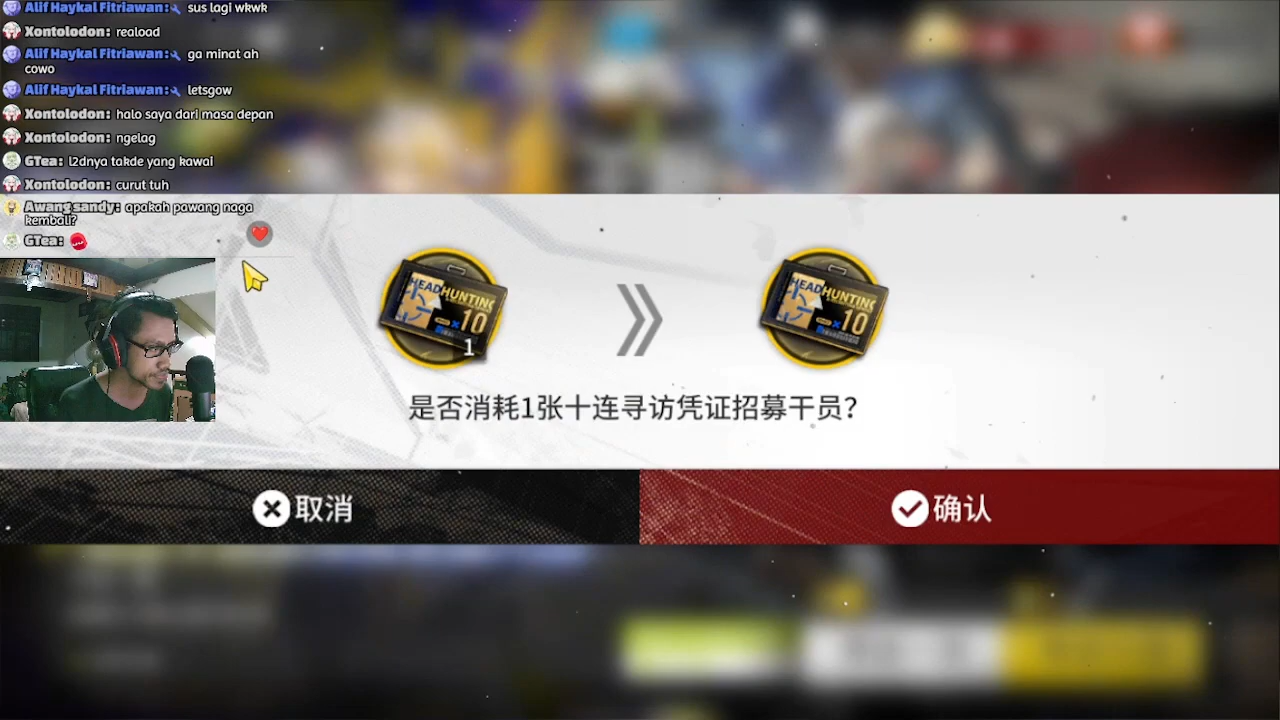 Alif Haykal Fitriawan: sus lagi wkwk
Xontolodon: reaload
Alif Haykal Fitriawan: ga minat ah
cowo
Alif Haykal Fitriawan: letsgow
Xontolodon: halo saya dari masa depan
Xontolodon: ngelag
GTea: l2dnya takde yang kawai
Xontolodon: curut tuh
Awang sandy: apakah pawang naga
kembali?
GTea:
HEADHUNTING
×10
1
HEADHUNTING
×10
是否消耗1张十连寻访凭证招募干员？
取消
确认